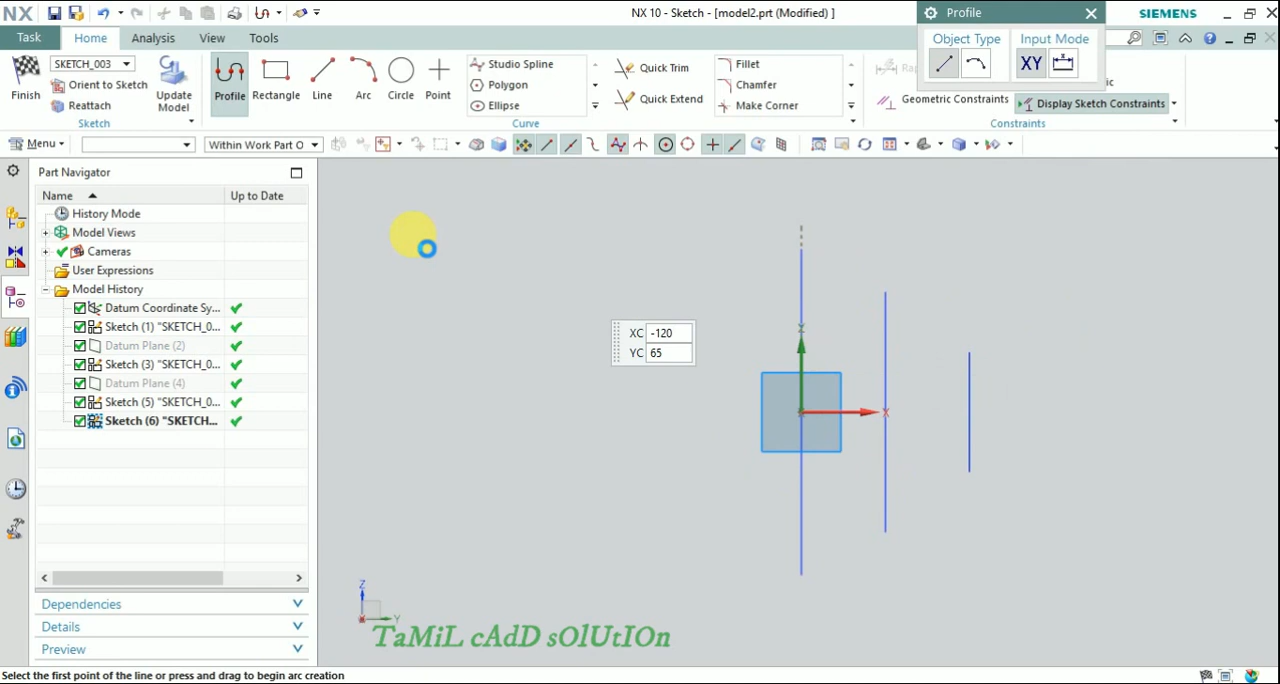 NX
NX 10 - Sketch - [model2.prt (Modified) ]
SIEMENS
Profile
Task
Home
Analysis
View
Tools
Object Type
Input Mode
XY
SKETCH_003
Orient to Sketch
Reattach
Finish
Update
Model
Sketch
Profile
Rectangle
Line
Arc
Circle
Point
Studio Spline
Polygon
Ellipse
Curve
Quick Trim
Quick Extend
Fillet
Chamfer
Make Corner
Geometric Constraints
Display Sketch Constraints
Constraints
Menu
Within Work Part O
Part Navigator
Name
Up to Date
History Mode
Model Views
Cameras
User Expressions
Model History
Datum Coordinate Sy...
Sketch (1) "SKETCH_0...
Datum Plane (2)
Sketch (3) "SKETCH_0...
Datum Plane (4)
Sketch (5) "SKETCH_0...
Sketch (6) "SKETCH...
Dependencies
Details
Preview
XC -120
YC 65
X
Z
Y
TaMiL cAdD sOlUtIOn
Select the first point of the line or press and drag to begin arc creation